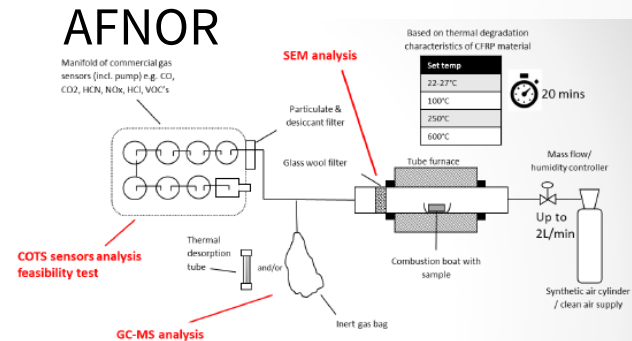 AFNOR
Manifold of commercial gas
sensors (incl. pump) e.g. CO,
CO2, HCN, NOx, HCl, VOC's
SEM analysis
Based on thermal degradation
characteristics of CFRP material
Set temp
22-27°C
100°C
250°C
600°C
20 mins
Particulate &
desiccant filter
Glass wool filter
Tube furnace
Mass flow/
humidity controller
Up to
2L/min
COTS sensors analysis
feasibility test
Thermal
desorption
tube
and/or
Combustion boat with
sample
Synthetic air cylinder
/ clean air supply
Inert gas bag
GC-MS analysis